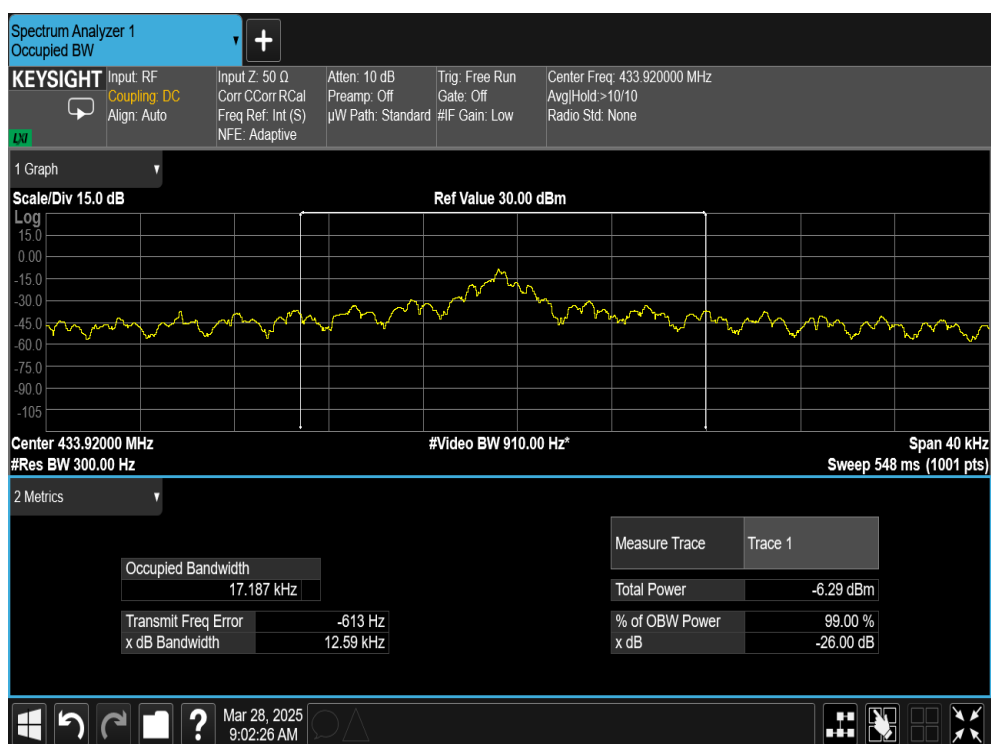 Spectrum Analyzer 1
Occupied BW
+
KEYSIGHT
LXI
Input: RF
Coupling: DC
Align: Auto
Input Z: 50 Ω
Corr CCorr RCal
Freq Ref: Int (S)
NFE: Adaptive
Atten: 10 dB
Preamp: Off
µW Path: Standard
Trig: Free Run
Gate: Off
#IF Gain: Low
Center Freq: 433.920000 MHz
Avg|Hold:>10/10
Radio Std: None
1 Graph
Scale/Div 15.0 dB
Ref Value 30.00 dBm
Log
15.0
0.00
-15.0
-30.0
-45.0
-60.0
-75.0
-90.0
-105
Center 433.92000 MHz
#Video BW 910.00 Hz*
Span 40 kHz
#Res BW 300.00 Hz
Sweep 548 ms (1001 pts)
2 Metrics
Measure Trace Trace 1
Occupied Bandwidth
17.187 kHz
Total Power -6.29 dBm
Transmit Freq Error -613 Hz
% of OBW Power 99.00 %
x dB Bandwidth 12.59 kHz
x dB -26.00 dB
?
Mar 28, 2025
9:02:26 AM